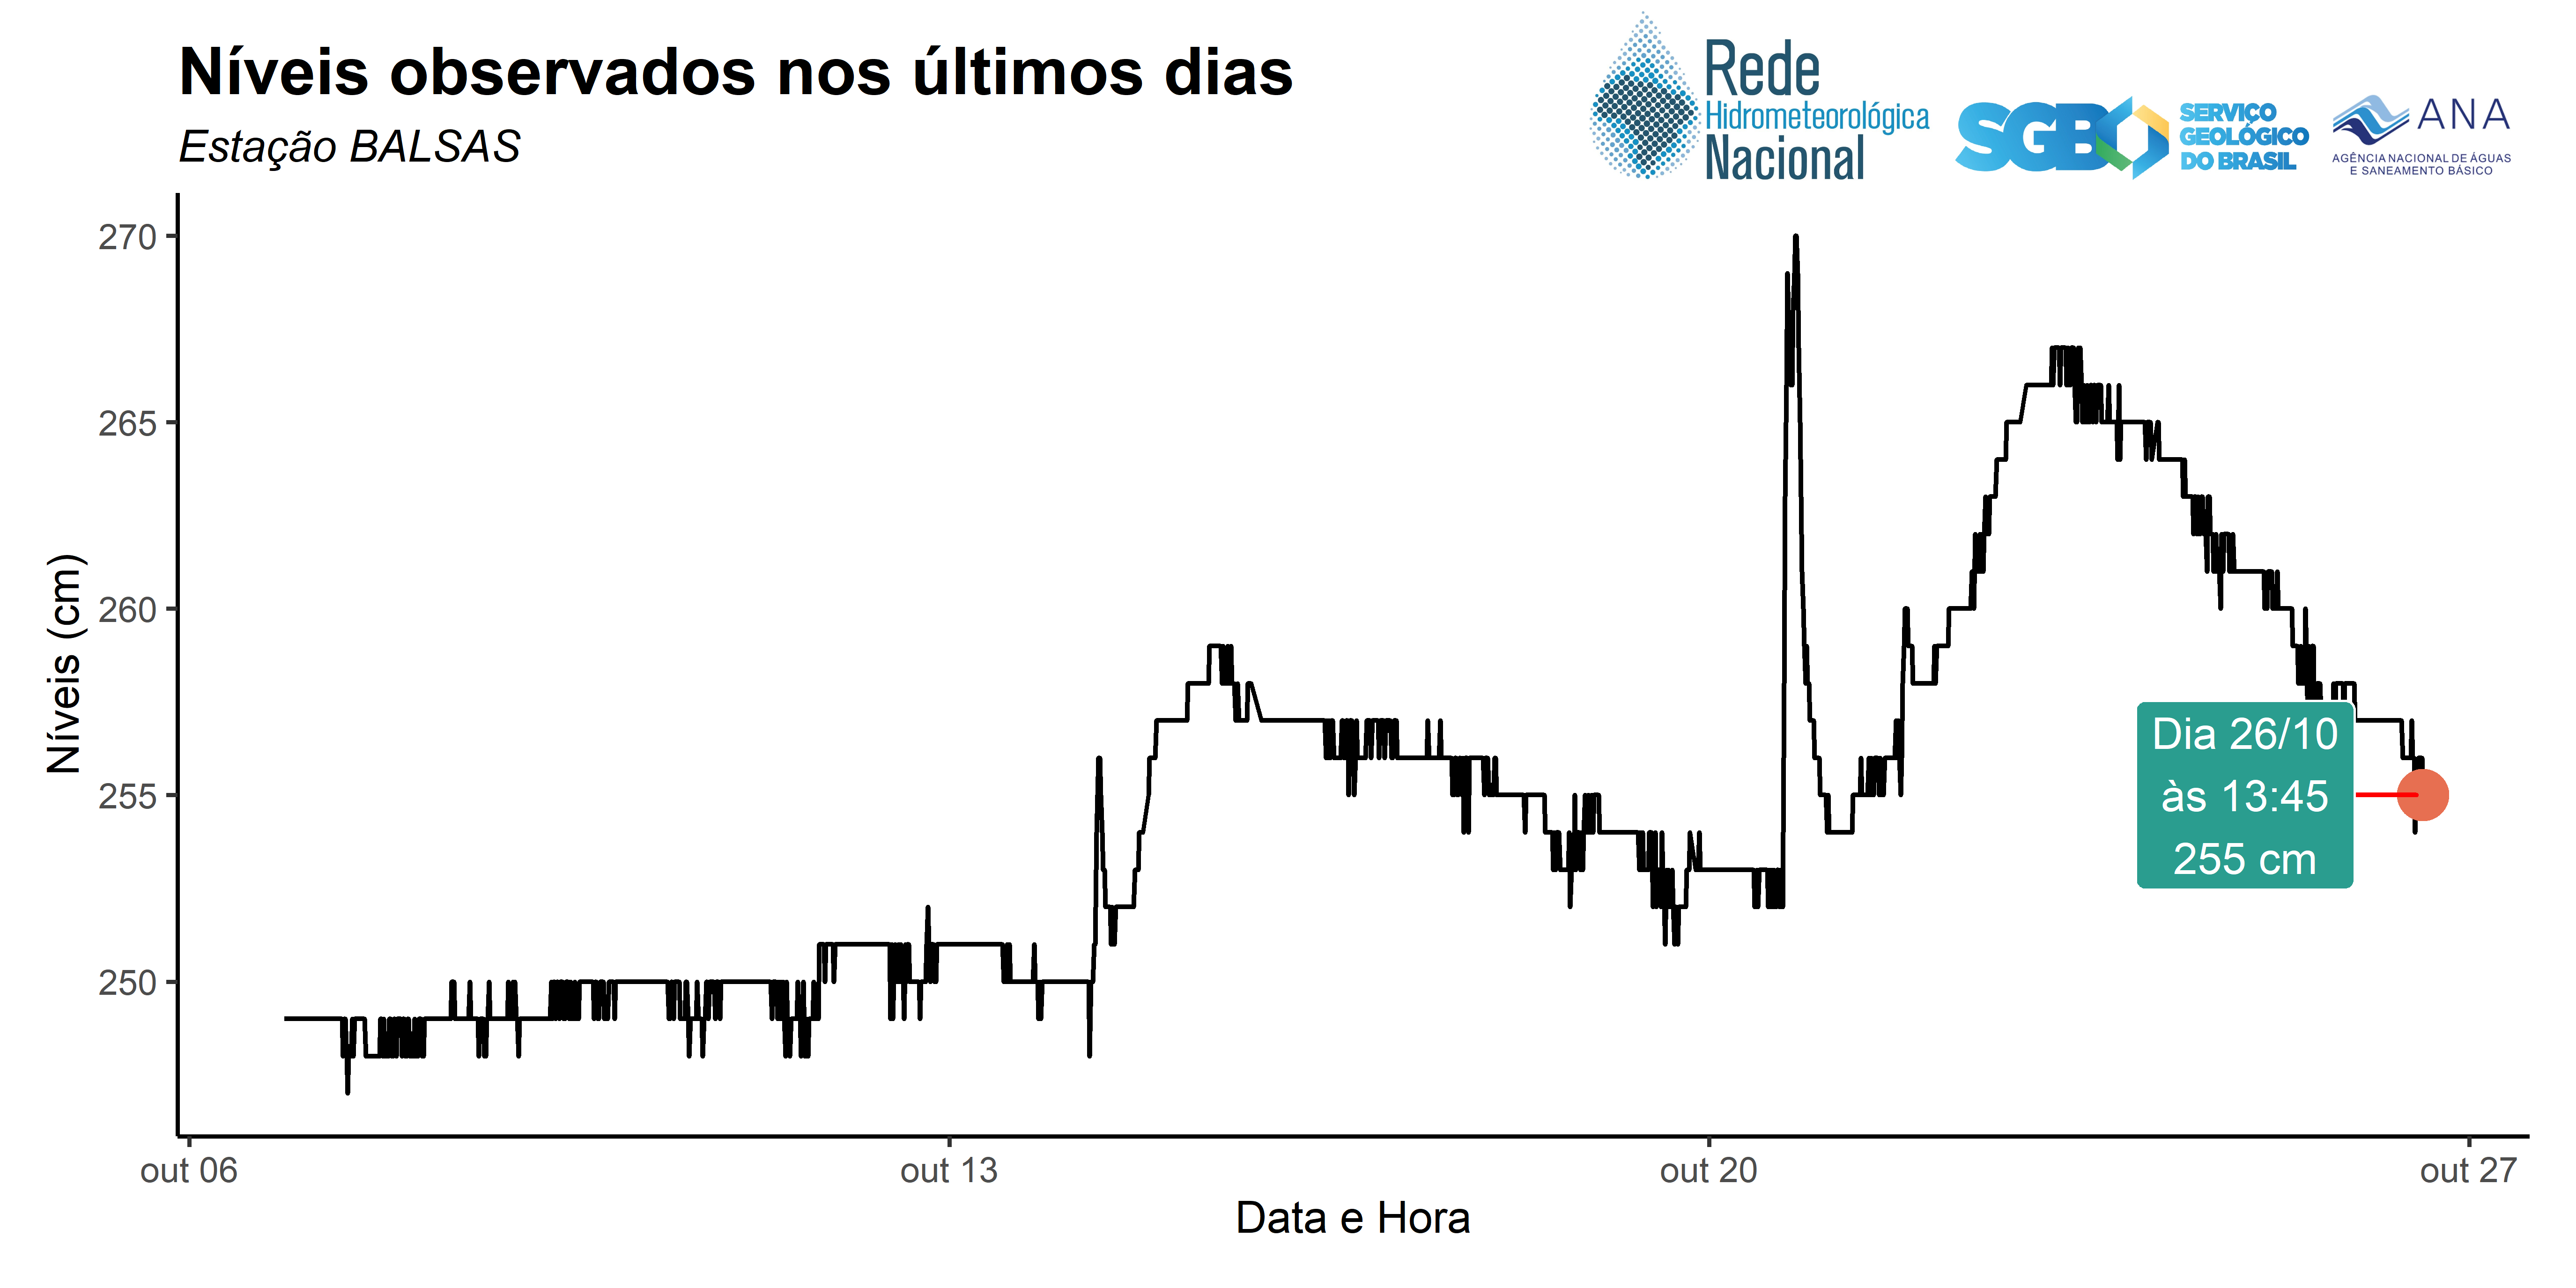 Níveis observados nos últimos dias
Estação BALSAS
Rede
Hidrometeorológica
Nacional
SGB
SERVIÇO
GEOLÓGICO
DO BRASIL
ANA
AGÊNCIA NACIONAL DE ÁGUAS
E SANEAMENTO BÁSICO
Níveis (cm)
270
265
260
255
250
Dia 26/10
às 13:45
255 cm
out 06
out 13
out 20
out 27
Data e Hora